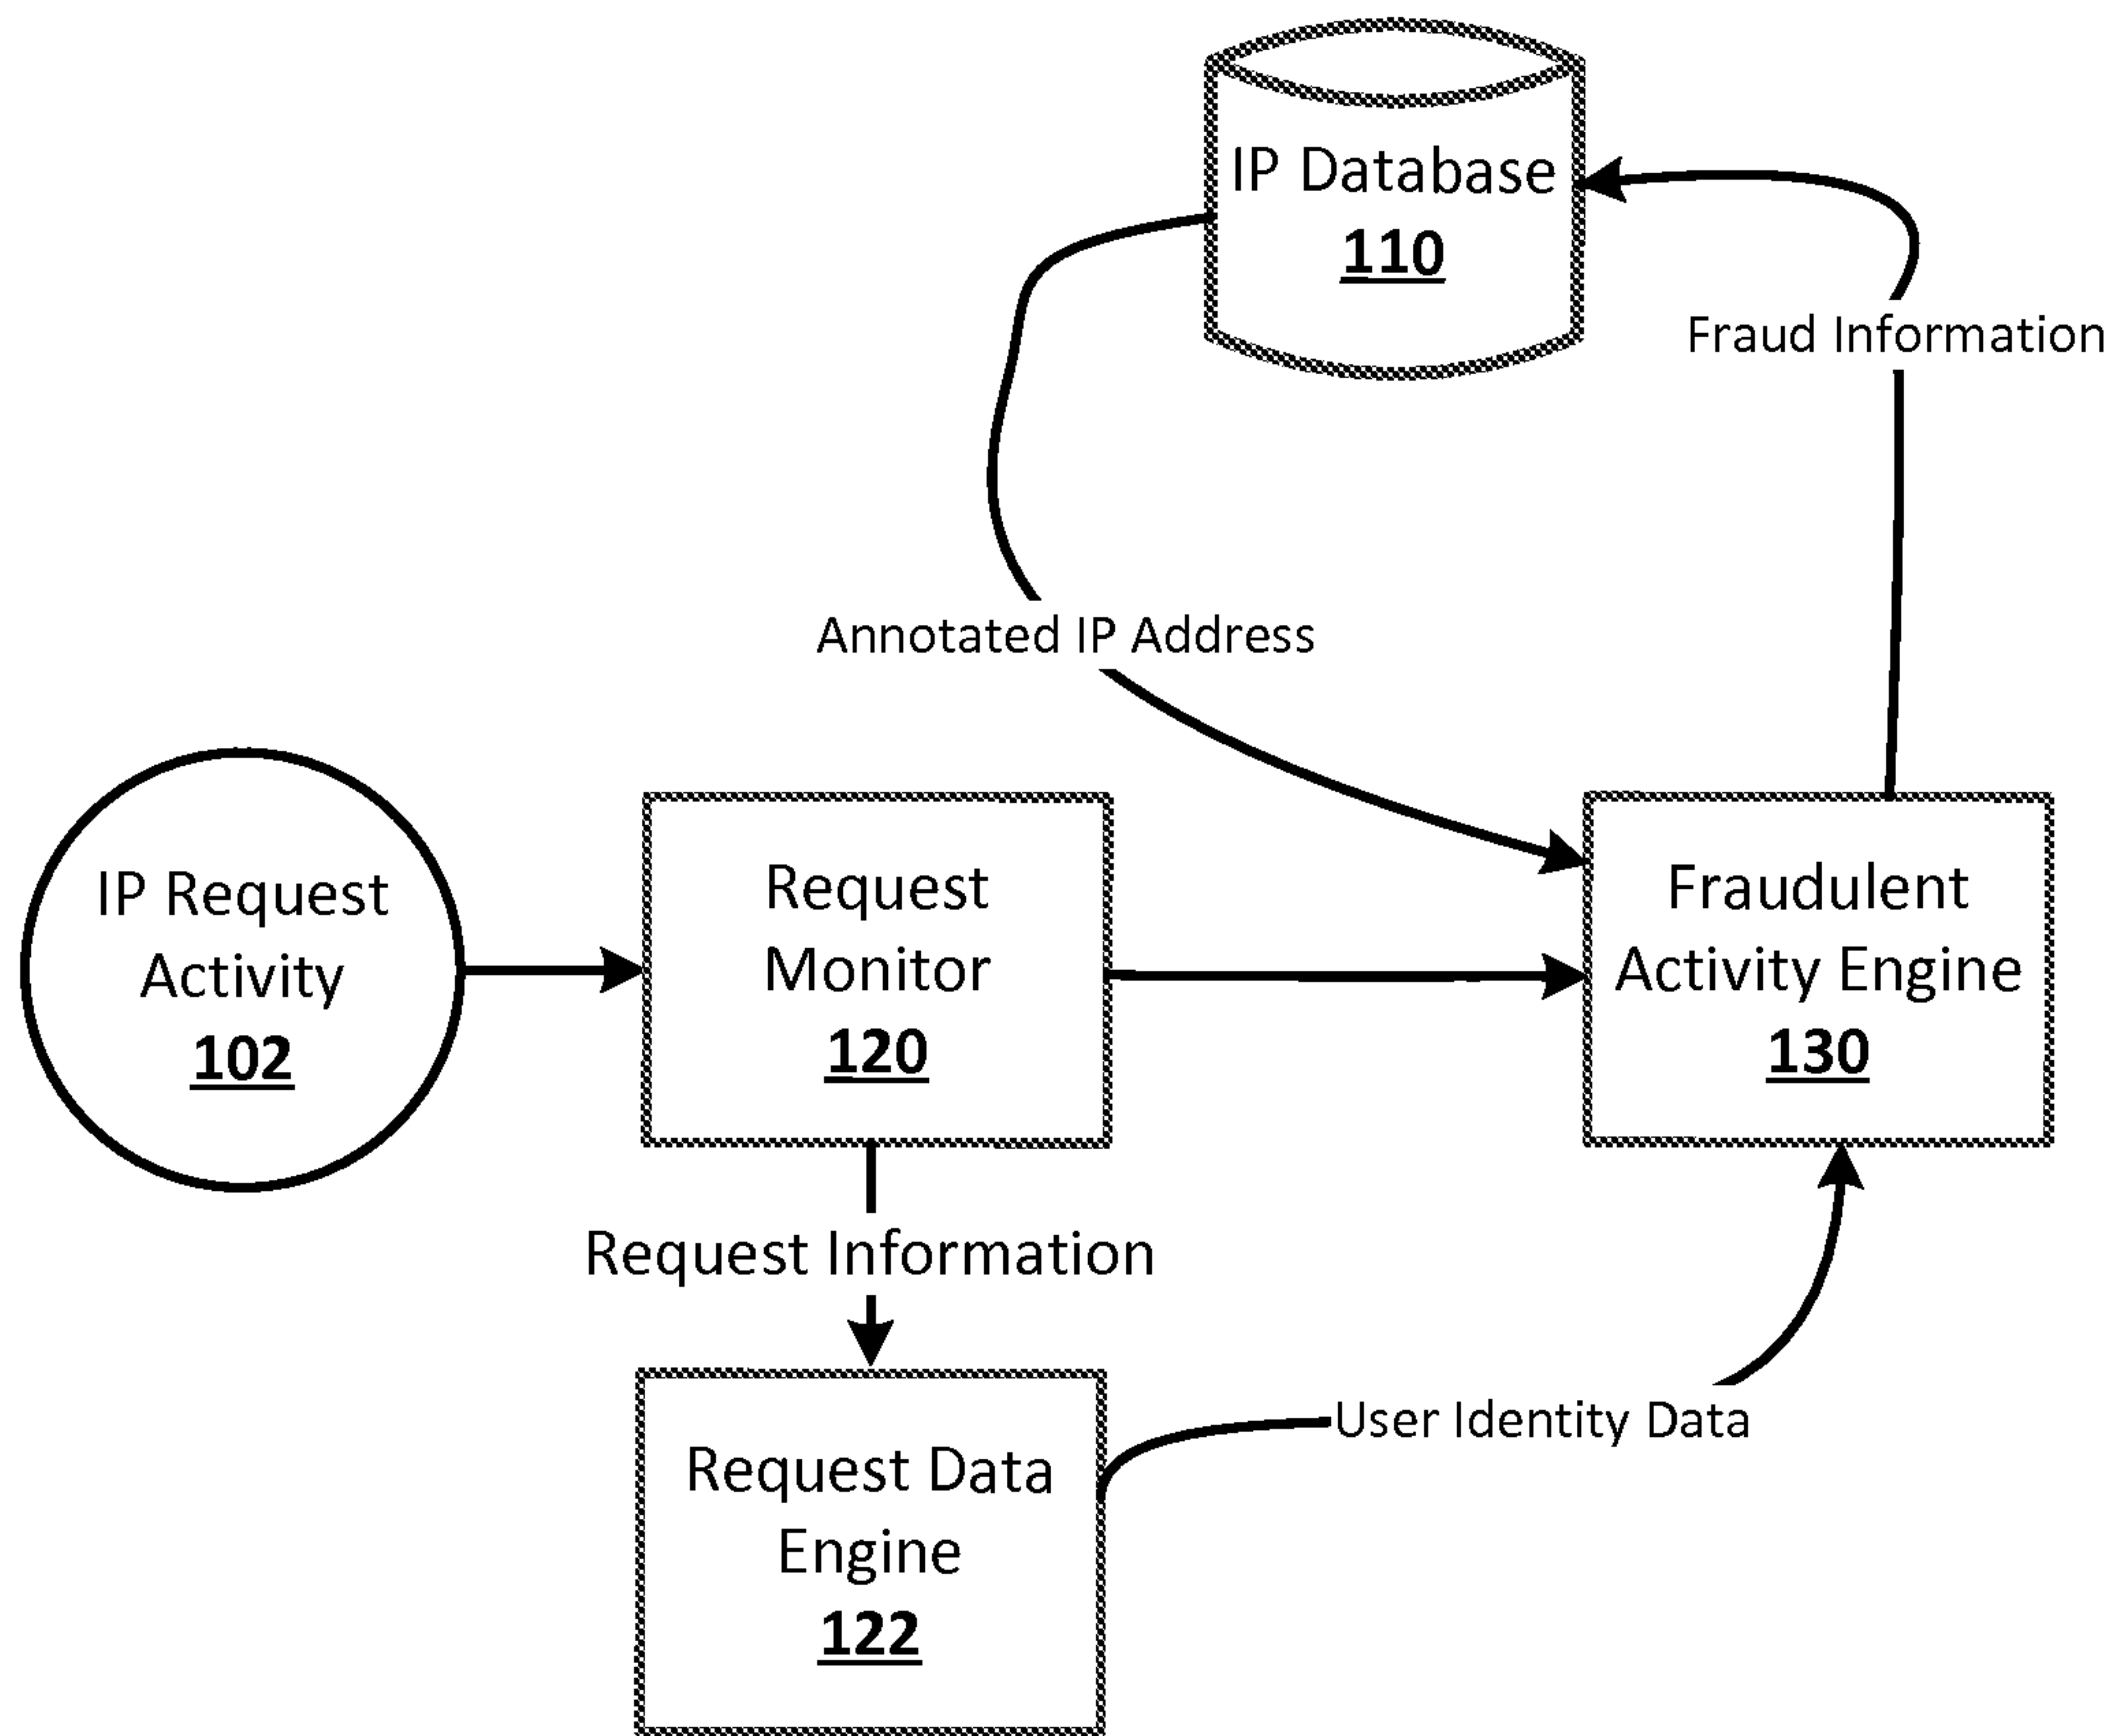 IP Database
110
Fraud Information
Annotated IP Address
IP Request
Activity
102
Request
Monitor
120
Fraudulent
Activity Engine
130
Request Information
User Identity Data
Request Data
Engine
122